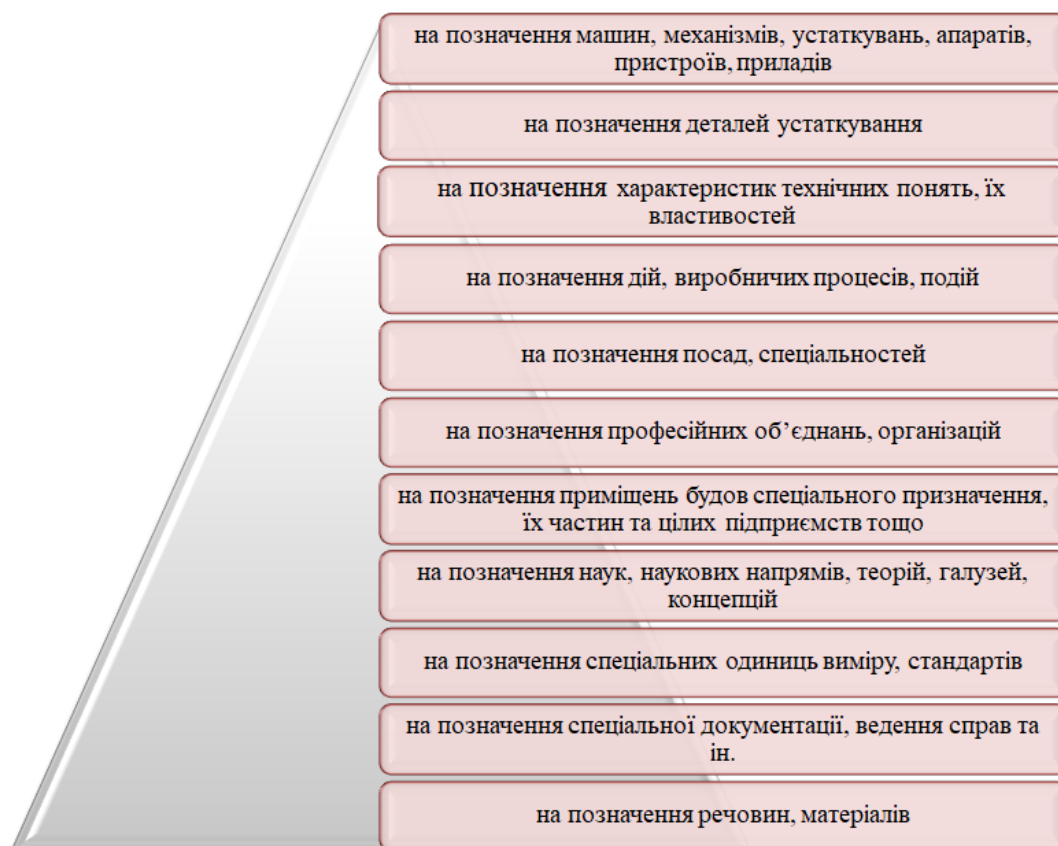 на позначення машин, механізмів, устаткувань, апаратів,
пристроїв, приладів
на позначення деталей устаткування
на позначення характеристик технічних понять, їх
властивостей
на позначення дій, виробничих процесів, подій
на позначення посад, спеціальностей
на позначення професійних об’єднань, організацій
на позначення приміщень будов спеціального призначення,
їх частин та цілих підприємств тощо
на позначення наук, наукових напрямів, теорій, галузей,
концепцій
на позначення спеціальних одиниць виміру, стандартів
на позначення спеціальної документації, ведення справ та
ін.
на позначення речовин, матеріалів